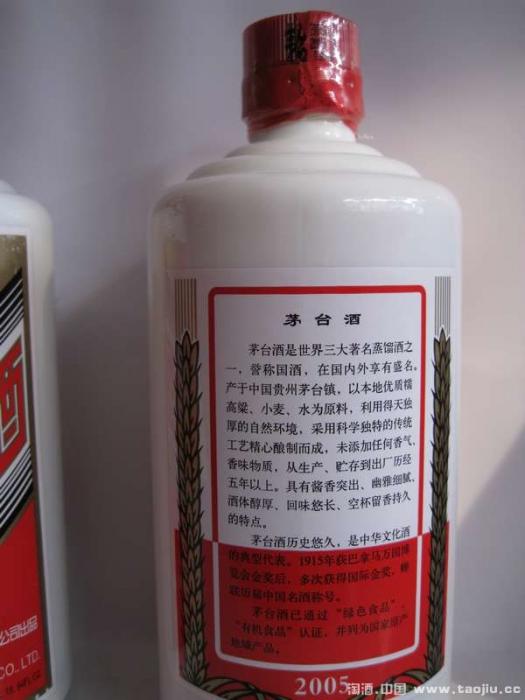 茅台酒
茅台酒是世界三大著名蒸馏酒之
一，誉称国酒，在国内外享有盛名。
产于中国贵州茅台镇，以本地优质糯
高粱、小麦、水为原料，利用得天独
厚的自然环境，采用科学独特的传统
工艺精心酿制而成，未添加任何香气、
香味物质，从生产、贮存到出厂历经
五年以上。具有酱香突出、幽雅细腻、
酒体醇厚、回味悠长、空杯留香持久
的特点。
茅台酒历史悠久，是中华文化酒
的典型代表。1915年获巴拿马万国博
览会金奖后，多次获得国际金奖，蝉
联历届中国名酒称号。
茅台酒已通过“绿色食品”、
“有机食品”认证，并列为国家原产
地域产品。
2005
酒
公司出品
CO.,LTD.
淘酒.中国 www.taojiu.cc